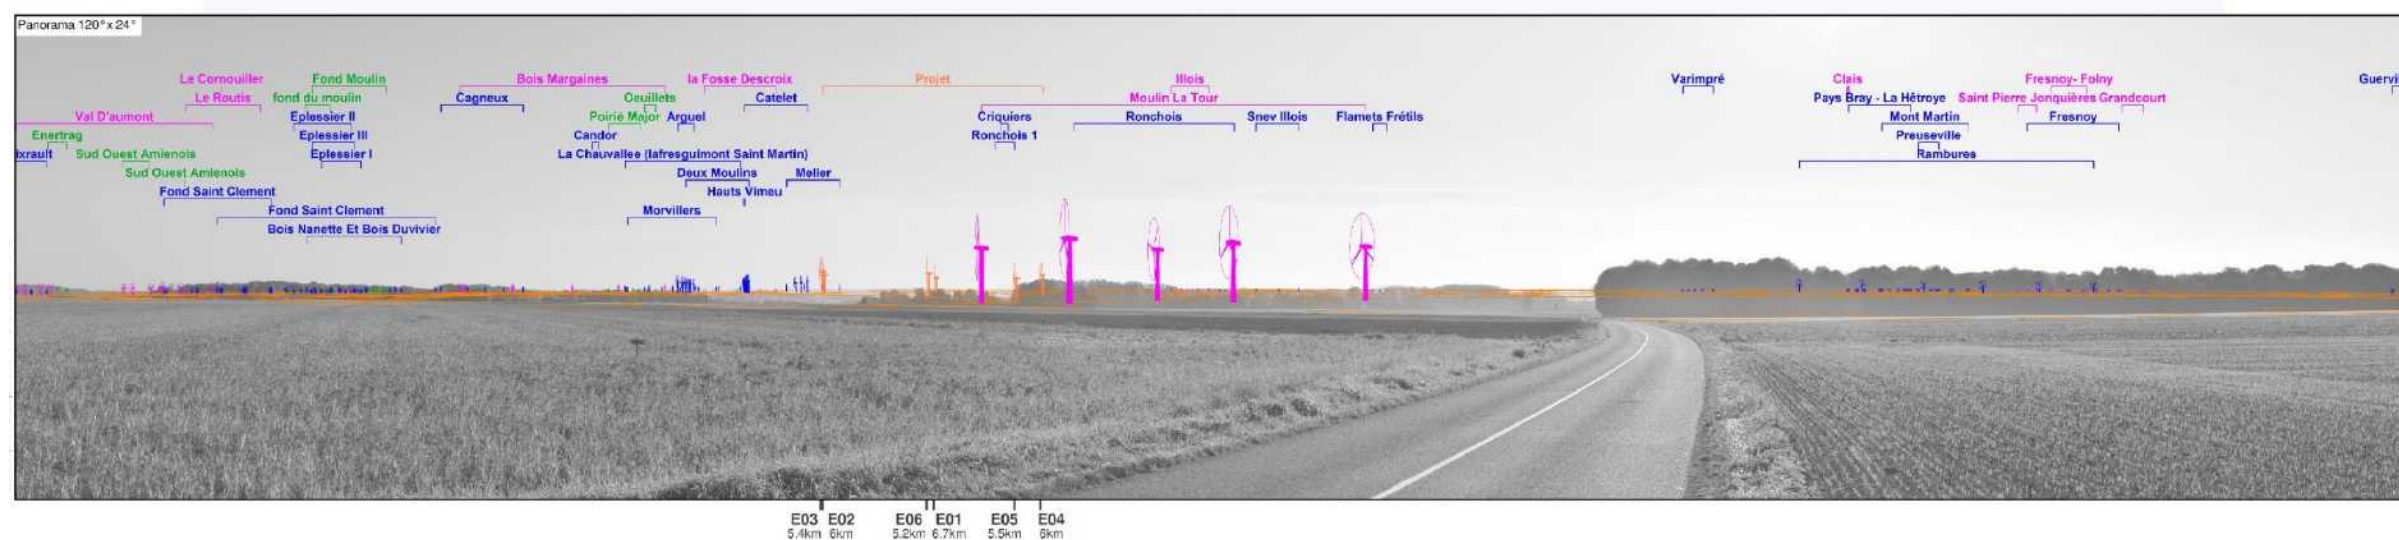 Panorama 120°x 24°
Le Cornouiller Fond Moulin Bois Margaines la Fosse Descroix Projet Illois Varimpré Clais Fresnoy- Folny
Le Routis fond du moulin Cagneux Oeuillets Catelet Moulin La Tour Pays Bray - La Hêtroye Saint Pierre Jonquières Grandcourt
Val D'aumont Eplessier II Poirié Major Arguel Criquiers Ronchois Snev Illois Flamets Frétils Mont Martin Fresnoy
Enertrag Eplessier III Candor Ronchois 1 Preuseville
Sud Ouest Amienois Eplessier I La Chauvallee (lafresguimont Saint Martin) Rambures
Sud Ouest Amienois Deux Moulins Melier
Fond Saint Clement Hauts Vimeu
Fond Saint Clement Morvillers
Bois Nanette Et Bois Duvivier
E03 E02 E06 E01 E05 E04
5.4km 6km 5.2km 6.7km 5.5km 6km